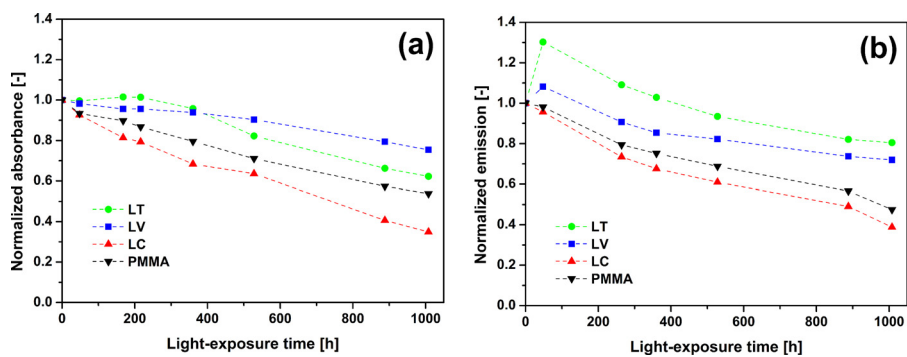 (a)
Normalized absorbance [-]
1.4
1.2
1.0
0.8
0.6
0.4
0.2
0.0
LT
LV
LC
PMMA
0 200 400 600 800 1000
Light-exposure time [h]
(b)
Normalized emission [-]
1.4
1.2
1.0
0.8
0.6
0.4
0.2
0.0
LT
LV
LC
PMMA
0 200 400 600 800 1000
Light-exposure time [h]